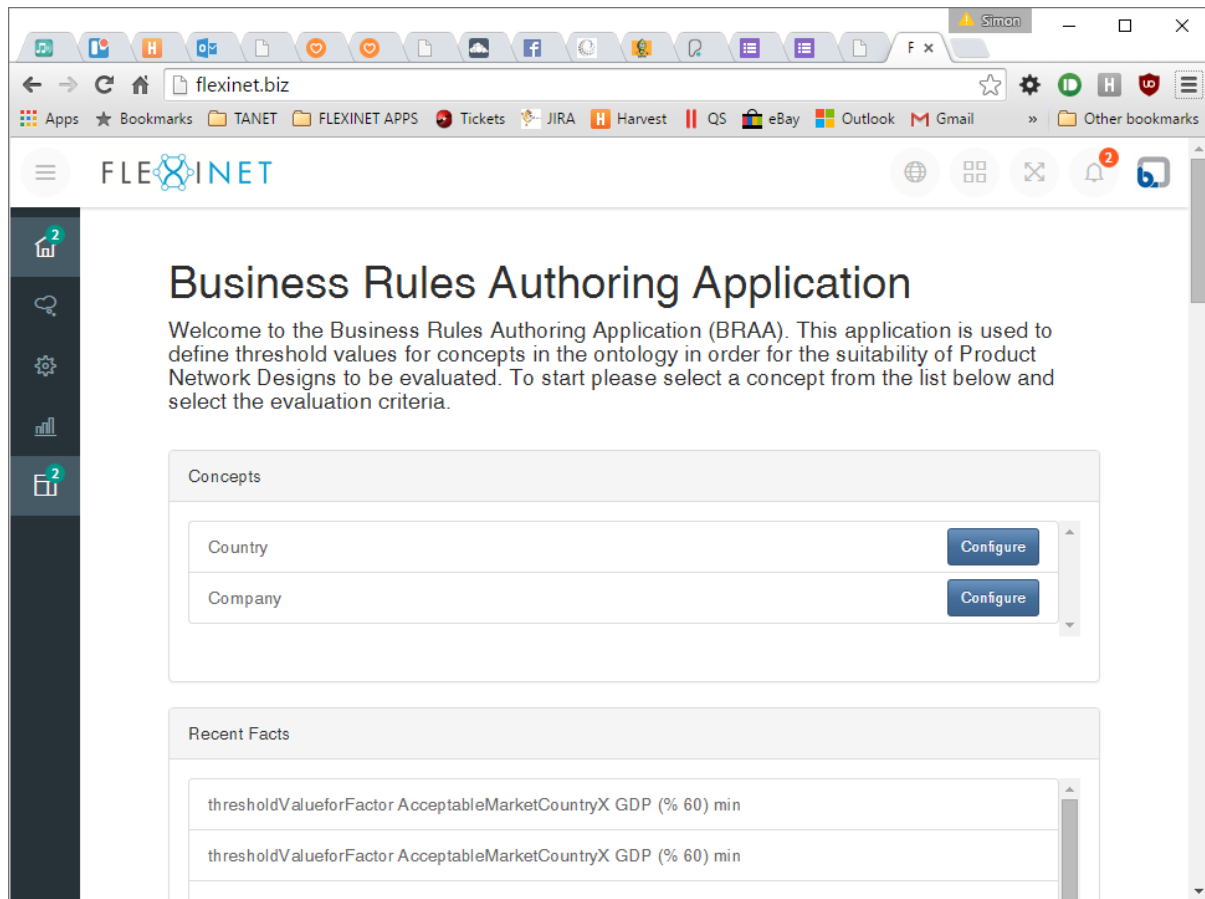 Simon
F
flexinet.biz
Apps Bookmarks TANET FLEXINET APPS Tickets JIRA H Harvest QS eBay Outlook Gmail » Other bookmarks
FLEXINET
2
b.
2
Business Rules Authoring Application
Welcome to the Business Rules Authoring Application (BRAA). This application is used to
define threshold values for concepts in the ontology in order for the suitability of Product
Network Designs to be evaluated. To start please select a concept from the list below and
select the evaluation criteria.
2
Concepts
Country Configure
Company Configure
Recent Facts
thresholdValueforFactor AcceptableMarketCountryX GDP (% 60) min
thresholdValueforFactor AcceptableMarketCountryX GDP (% 60) min